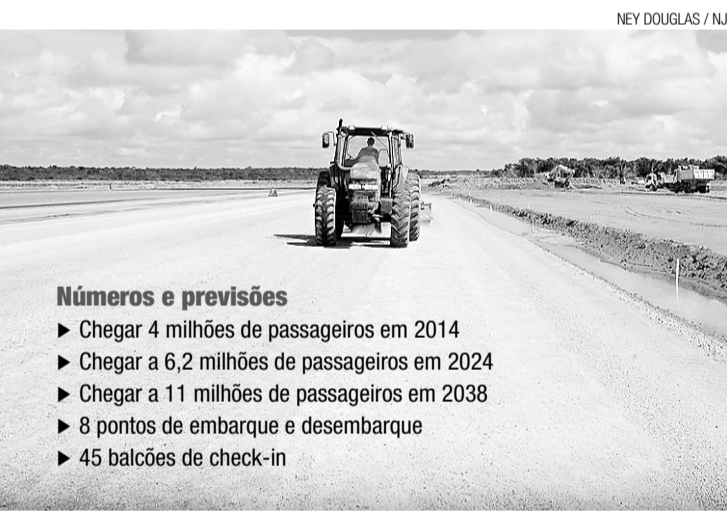 NEY DOUGLAS / NJ
Números e previsões
▶ Chegar 4 milhões de passageiros em 2014
▶ Chegar a 6,2 milhões de passageiros em 2024
▶ Chegar a 11 milhões de passageiros em 2038
▶ 8 pontos de embarque e desembarque
▶ 45 balcões de check-in